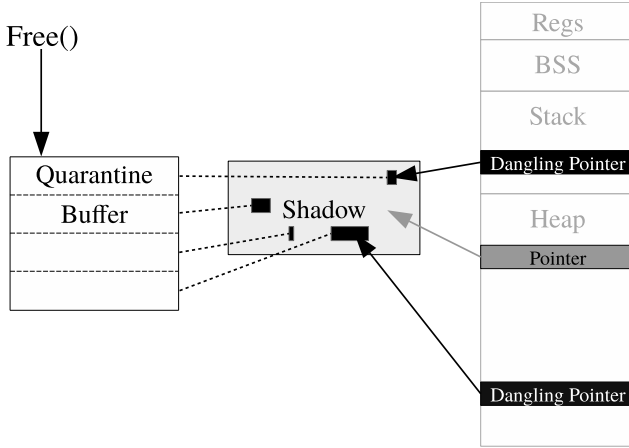 Free()
Quarantine
Buffer
Shadow
Regs
BSS
Stack
Dangling Pointer
Heap
Pointer
Dangling Pointer